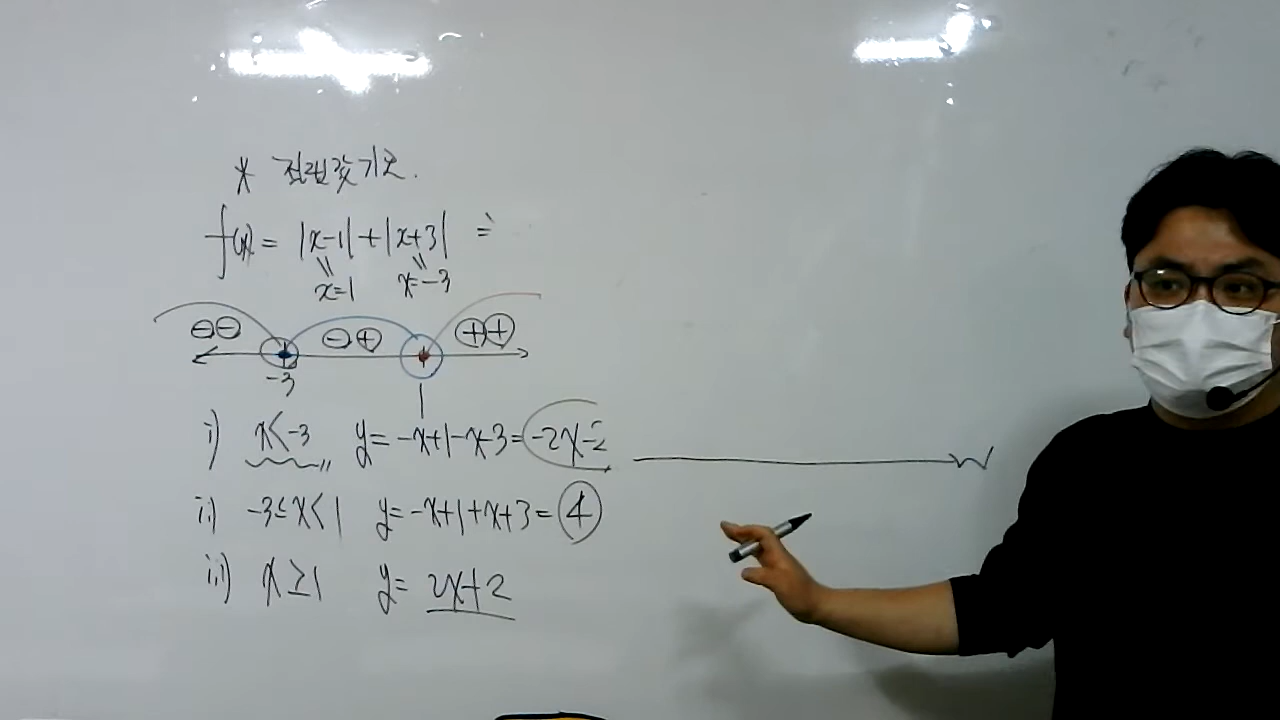 * 절댓값 기호.
f(x) = |x-1| + |x+3| =
x=1 x=-3
⊖⊖ ⊖⊕ ⊕⊕
-3 1
i) x<-3 y= -x+1-x-3= -2x-2
ii) -3≤x<1 y= -x+1+x+3= 4
iii) x≥1 y= 2x+2